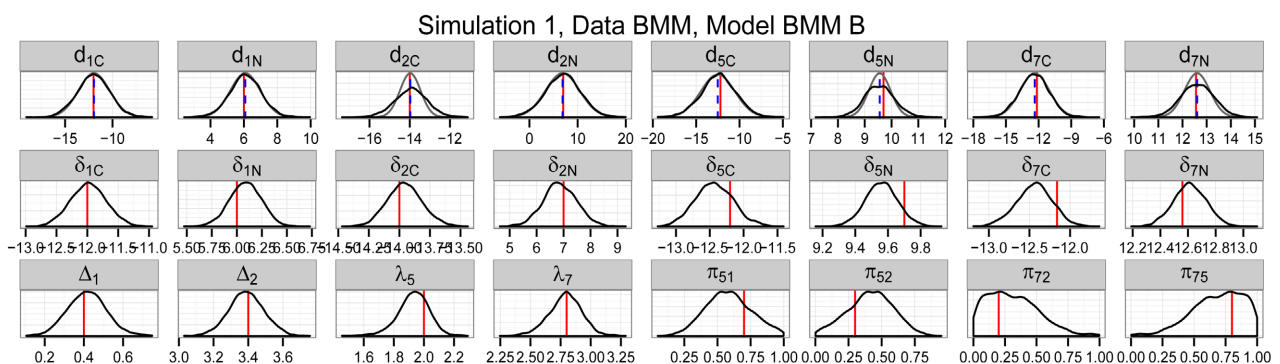 Simulation 1, Data BMM, Model BMM B
d1C d1N d2C d2N d5C d5N d7C d7N
−15 −10 4 6 8 10 −16 −14 −12 0 10 20 −20 −15 −10 −5 7 8 9 10 11 12 −18 −15 −12 −9 −6 10 11 12 13 14 15
δ1C δ1N δ2C δ2N δ5C δ5N δ7C δ7N
−13.0 −12.5 −12.0 −11.5 −11.0 5.50 5.75 6.00 6.25 6.50 6.75 −14.50 −14.25 −14.00 −13.75 −13.50 5 6 7 8 9 −13.0 −12.5 −12.0 −11.5 9.2 9.4 9.6 9.8 −13.0 −12.5 −12.0 12.2 12.4 12.6 12.8 13.0
Δ1 Δ2 λ5 λ7 π51 π52 π72 π75
0.2 0.4 0.6 3.0 3.2 3.4 3.6 1.6 1.8 2.0 2.2 2.25 2.50 2.75 3.00 3.25 0.25 0.50 0.75 1.00 0.00 0.25 0.50 0.75 0.00 0.25 0.50 0.75 1.00 0.25 0.50 0.75 1.00